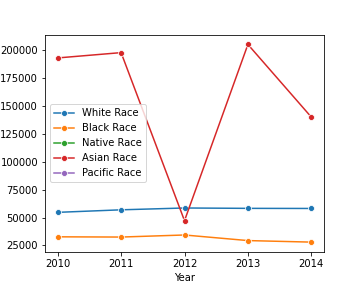 200000
175000
150000
125000
100000
75000
50000
25000
White Race
Black Race
Native Race
Asian Race
Pacific Race
2010 2011 2012 2013 2014
Year